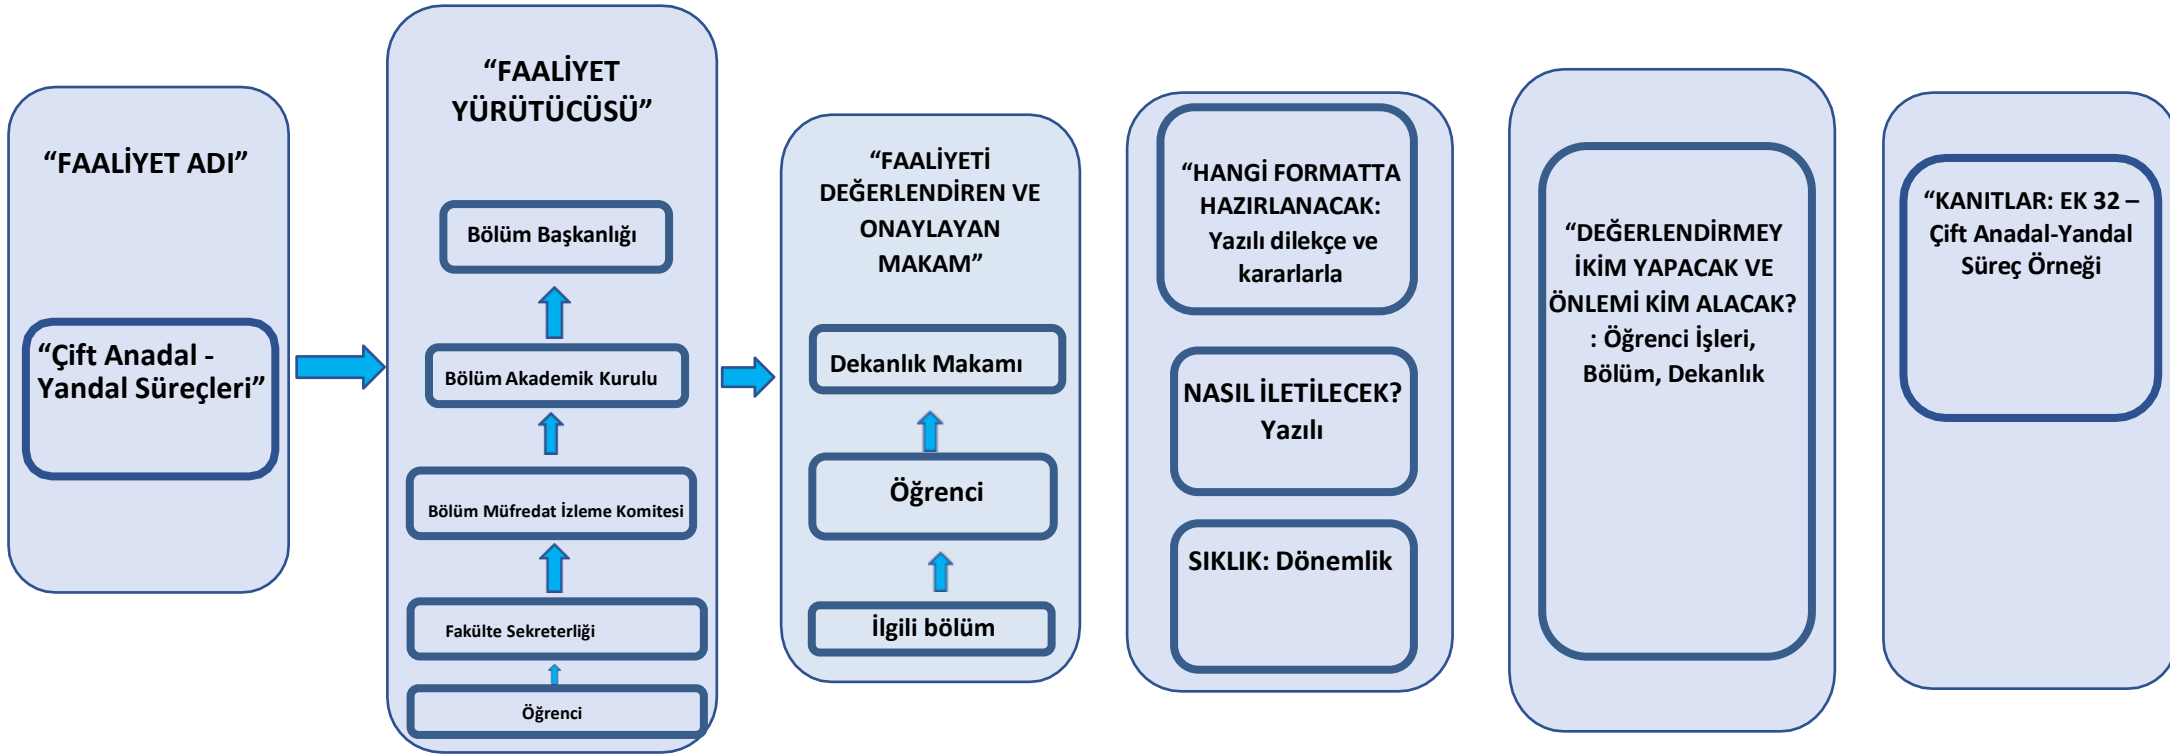 “FAALİYET ADI”
“Çift Anadal -
Yandal Süreçleri”
“FAALİYET
YÜRÜTÜCÜSÜ”
Bölüm Başkanlığı
Bölüm Akademik Kurulu
Bölüm Müfredat İzleme Komitesi
Fakülte Sekreterliği
Öğrenci
“FAALİYETİ
DEĞERLENDİREN VE
ONAYLAYAN
MAKAM”
Dekanlık Makamı
Öğrenci
İlgili bölüm
“HANGİ FORMATTA
HAZIRLANACAK:
Yazılı dilekçe ve
kararlarla
NASIL İLETİLECEK?
Yazılı
SIKLIK: Dönemlik
“DEĞERLENDİRMEY
İKİM YAPACAK VE
ÖNLEMİ KİM ALACAK?
: Öğrenci İşleri,
Bölüm, Dekanlık
“KANITLAR: EK 32 –
Çift Anadal-Yandal
Süreç Örneği